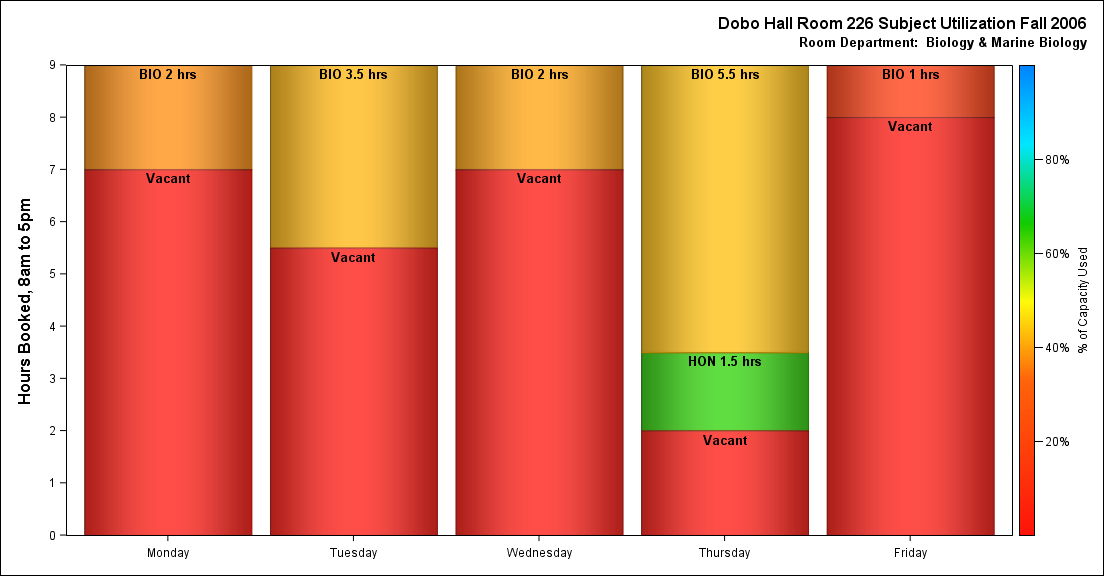 Dobo Hall Room 226 Subject Utilization Fall 2006
Room Department:  Biology & Marine Biology
Hours Booked, 8am to 5pm
9
8
7
6
5
4
3
2
1
0
BIO 2 hrs
Vacant
BIO 3.5 hrs
Vacant
BIO 2 hrs
Vacant
BIO 5.5 hrs
HON 1.5 hrs
Vacant
BIO 1 hrs
Vacant
Monday
Tuesday
Wednesday
Thursday
Friday
80%
60%
40%
20%
% of Capacity Used